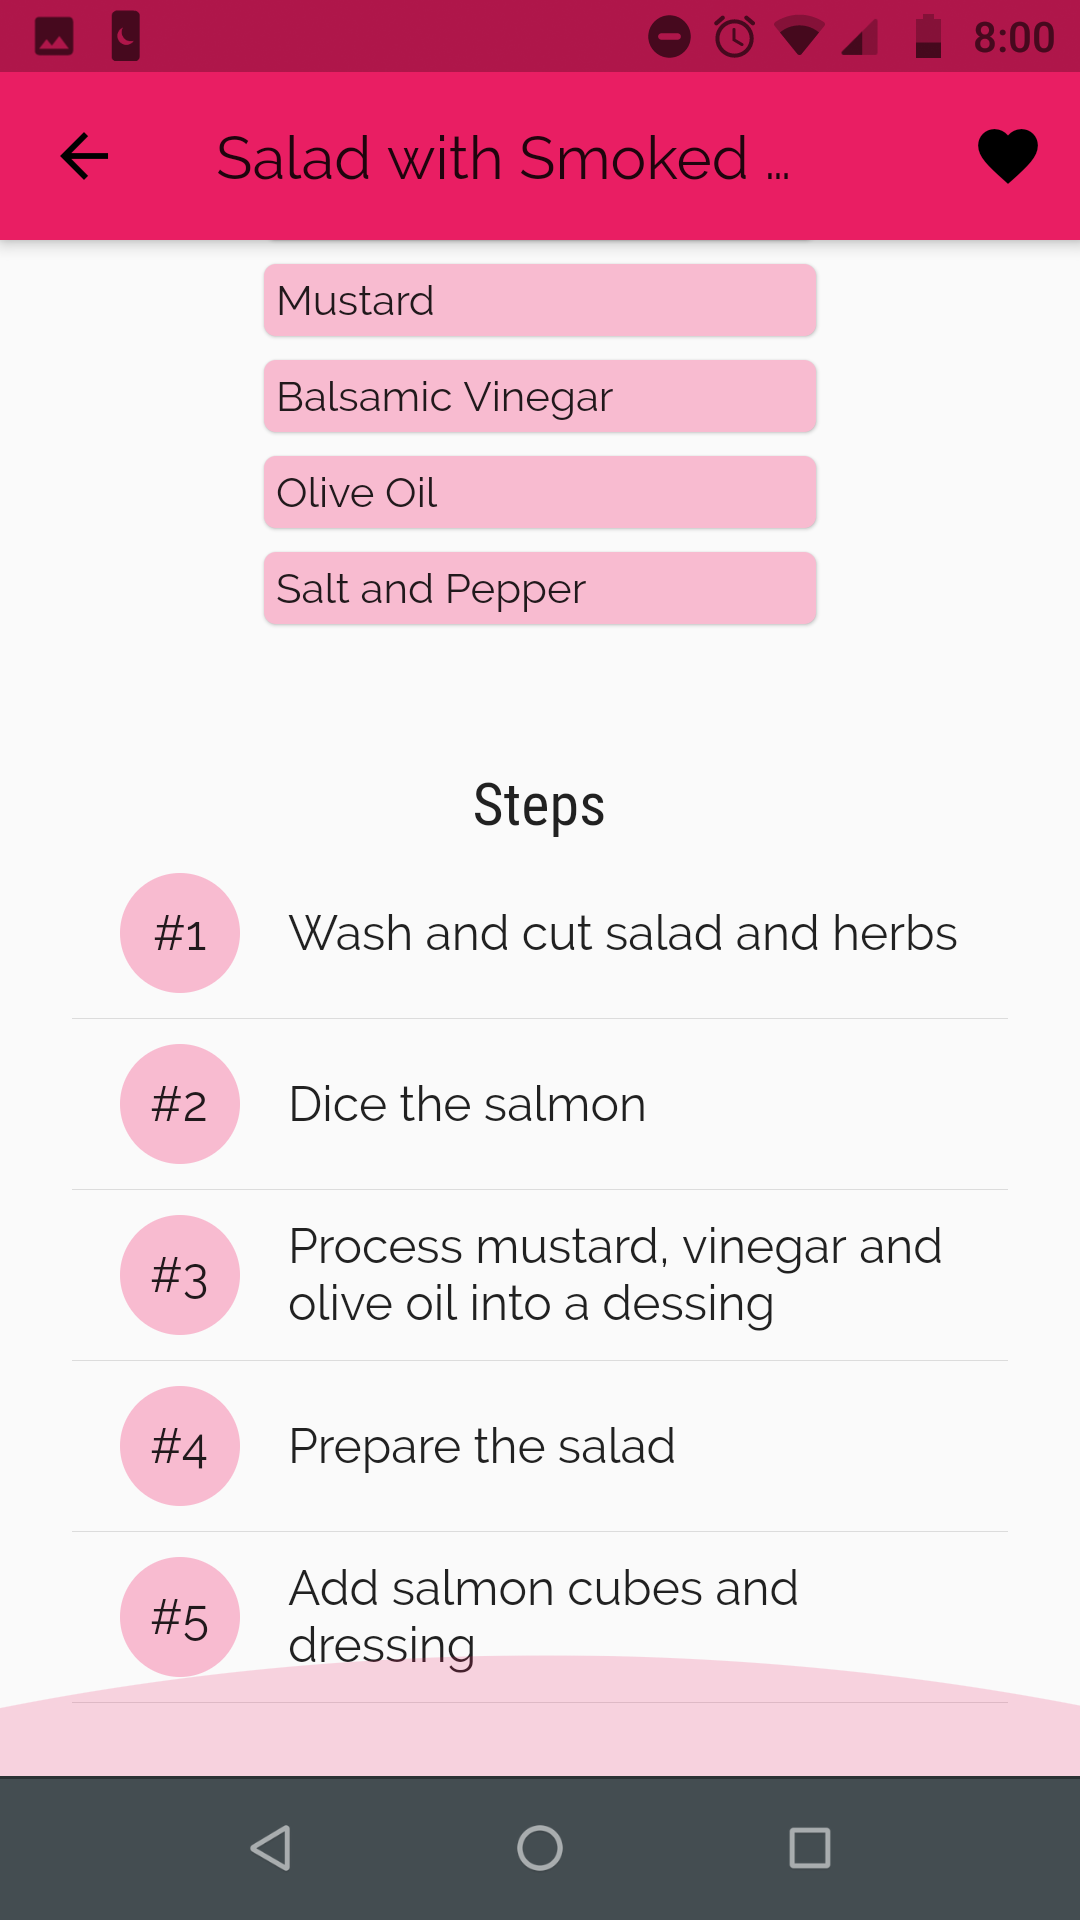 8:00
Salad with Smoked ...
Mustard
Balsamic Vinegar
Olive Oil
Salt and Pepper
Steps
#1 Wash and cut salad and herbs
#2 Dice the salmon
#3 Process mustard, vinegar and
olive oil into a dessing
#4 Prepare the salad
#5 Add salmon cubes and
dressing